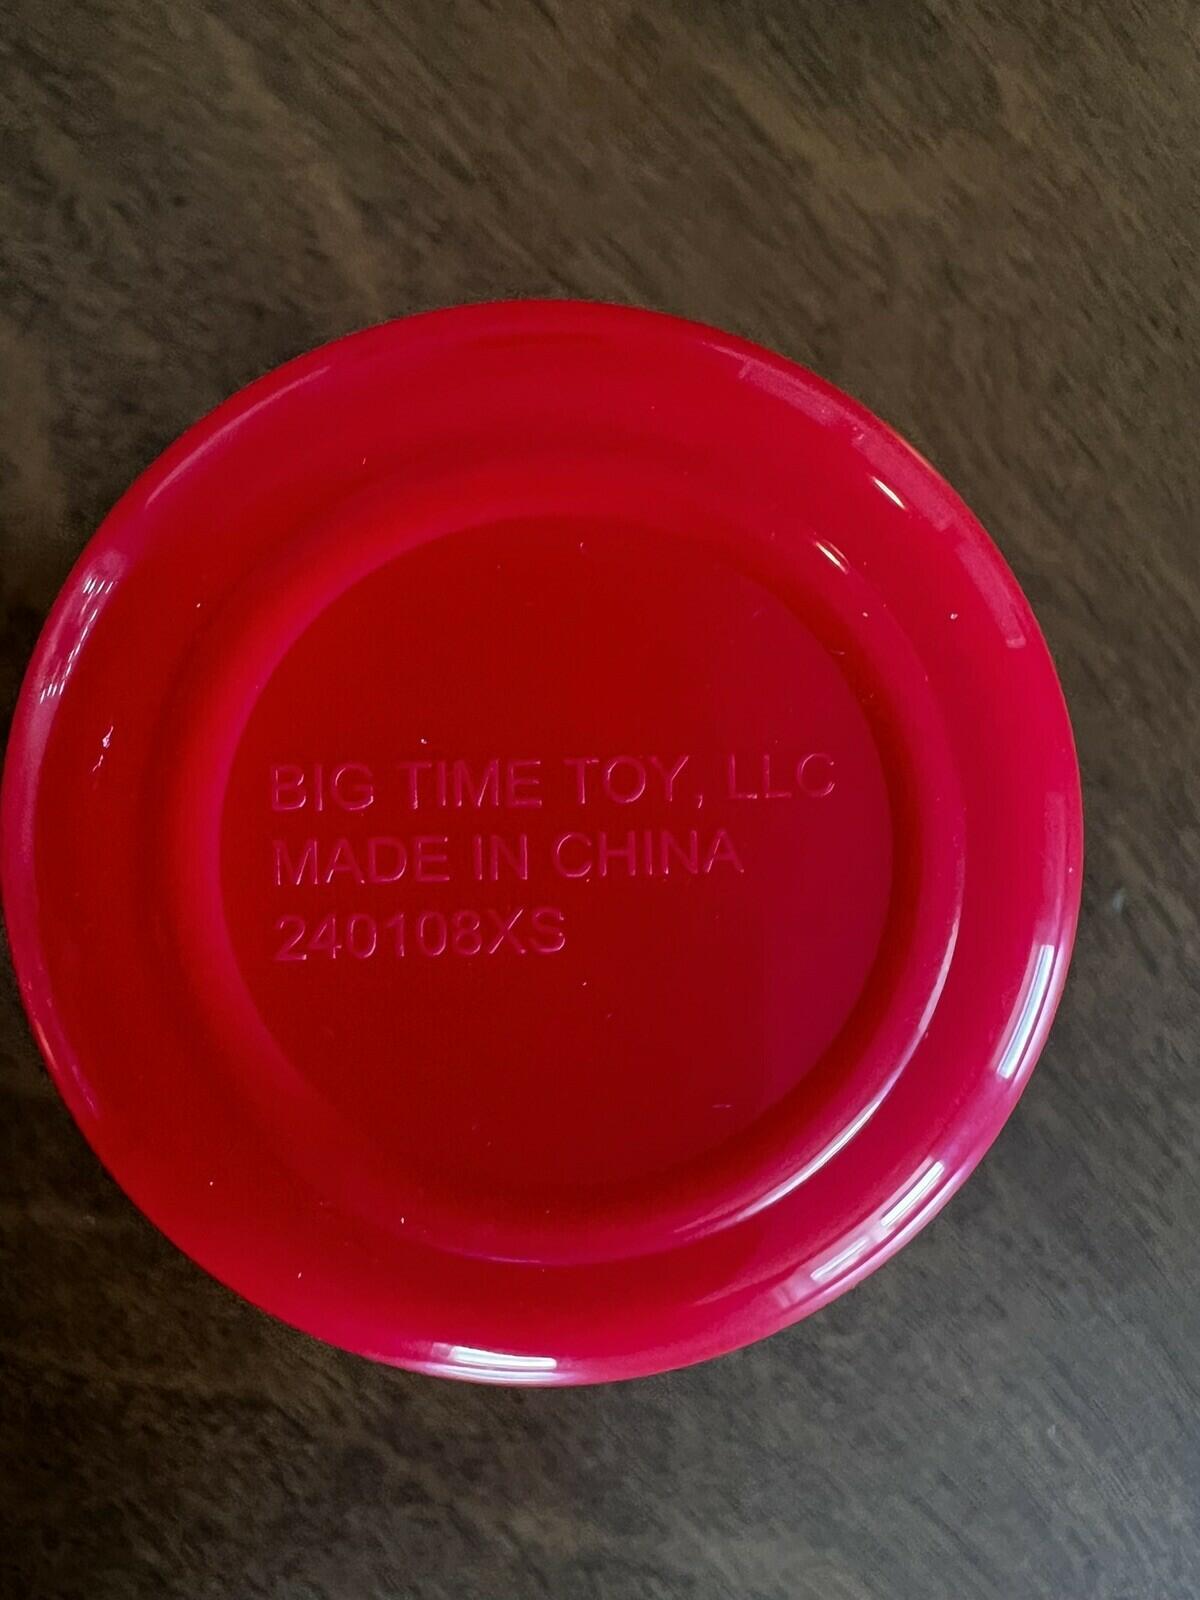 BIG TIME TOY, LLC
MADE IN CHINA
240108XS